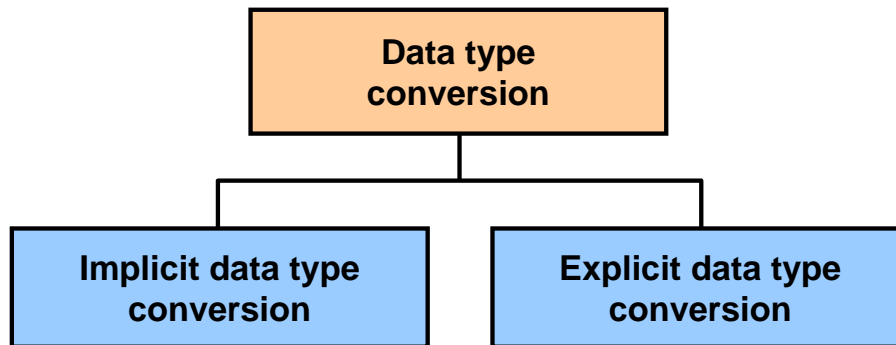 Data type
conversion
Implicit data type
conversion
Explicit data type
conversion